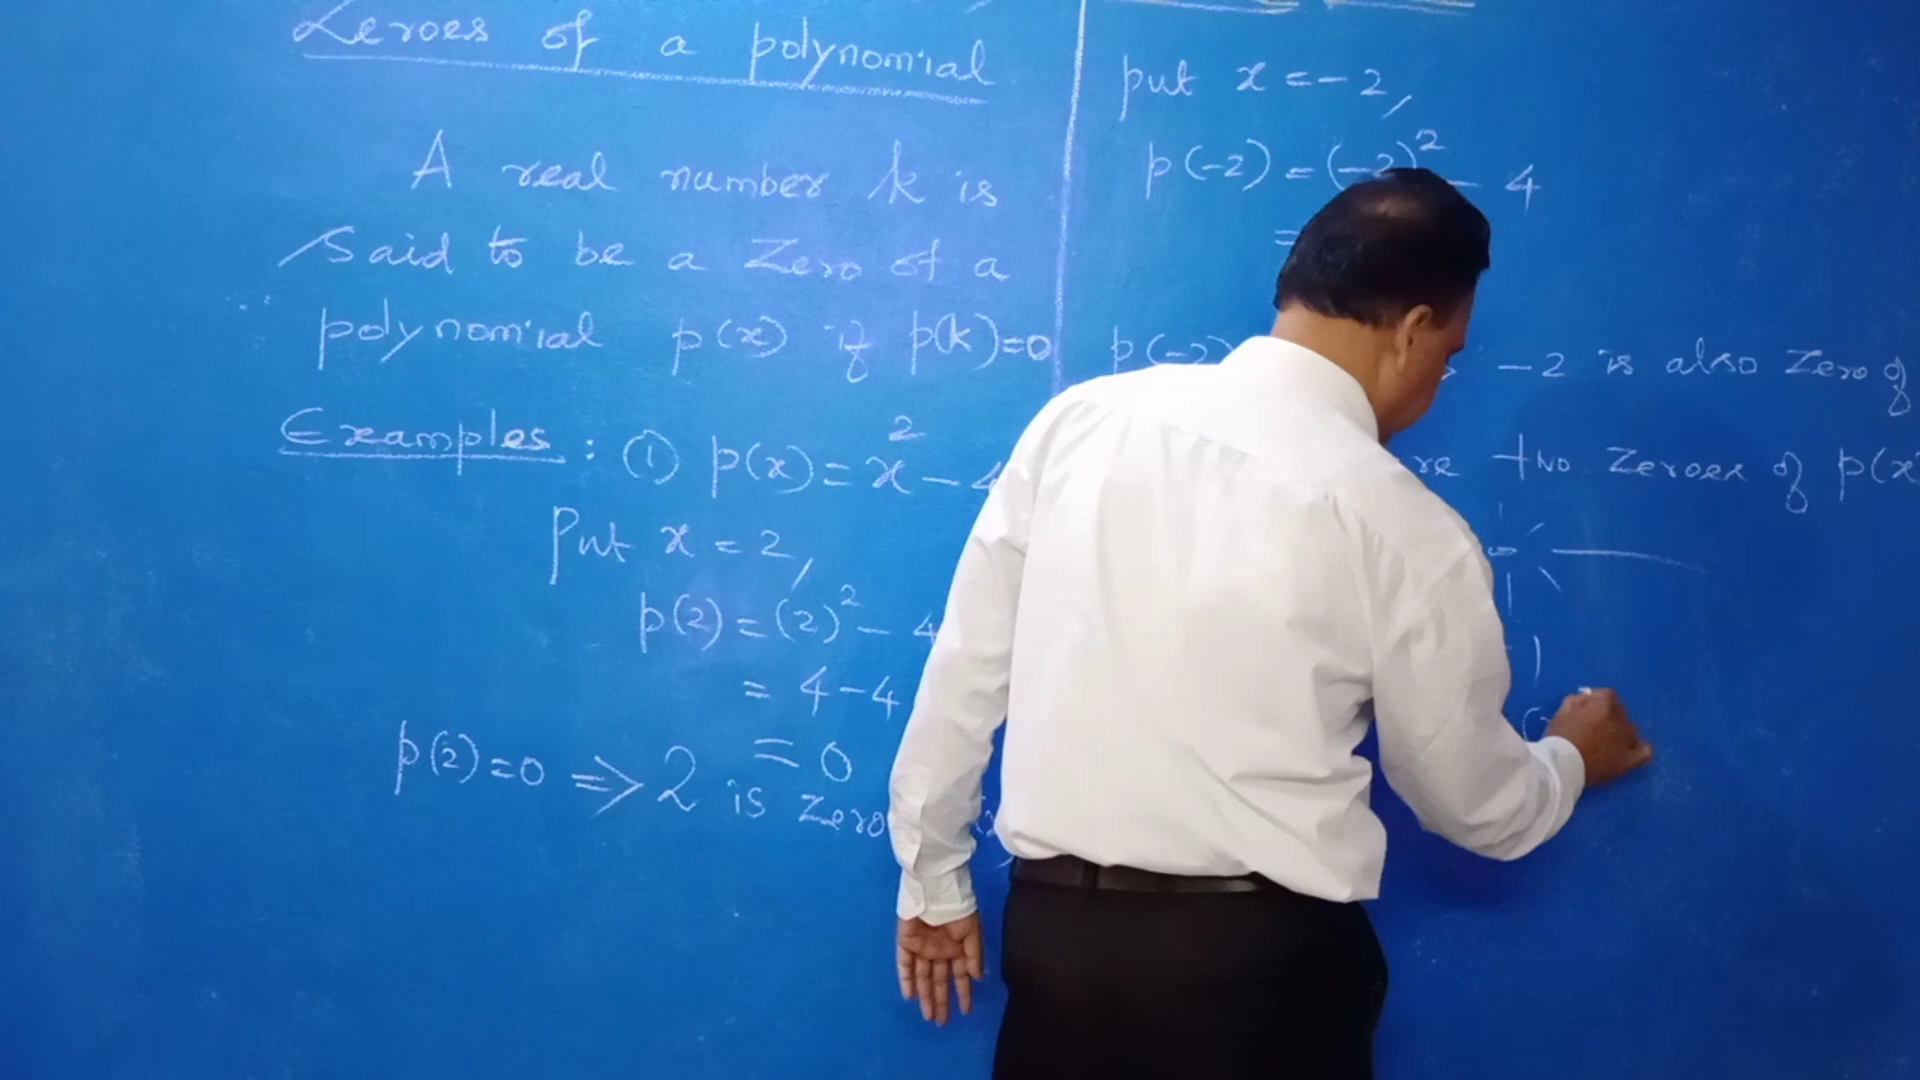 Zeroes of a polynomial
A real number k is
said to be a zero of a
polynomial p(x) if p(k)=0
Examples : ① p(x) = x² - 4
Put x = 2,
p(2) = (2)² - 4
= 4-4
= 0
p(2)=0 => 2 is zero
put x = -2,
p(-2) = (-2)² - 4
=
p(-2) -2 is also zero of
two zeroes of p(x)